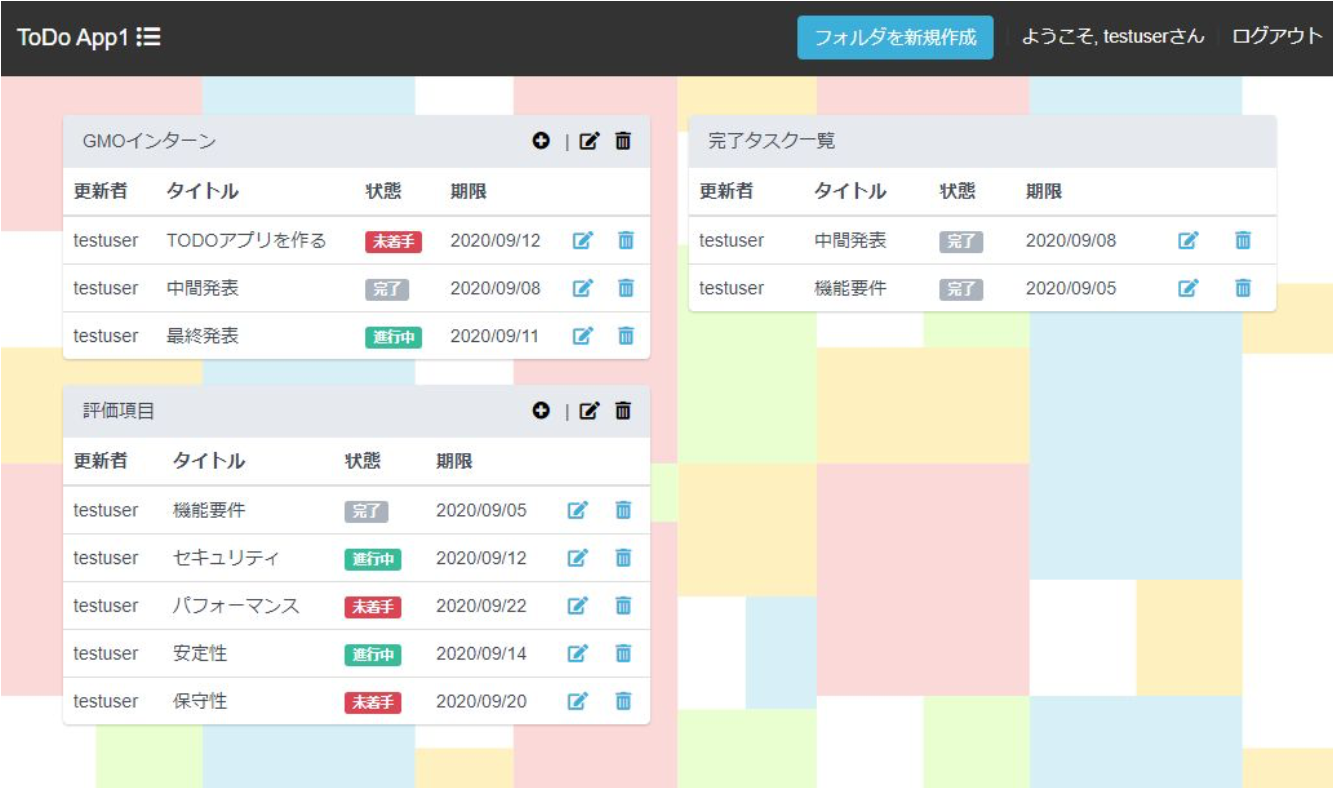 ToDo App1
フォルダを新規作成
ようこそ, testuserさん
ログアウト
GMOインターン
|
更新者 タイトル 状態 期限
testuser TODOアプリを作る 未着手 2020/09/12
testuser 中間発表 完了 2020/09/08
testuser 最終発表 進行中 2020/09/11
評価項目
|
更新者 タイトル 状態 期限
testuser 機能要件 完了 2020/09/05
testuser セキュリティ 進行中 2020/09/12
testuser パフォーマンス 未着手 2020/09/22
testuser 安定性 進行中 2020/09/14
testuser 保守性 未着手 2020/09/20
完了タスク一覧
更新者 タイトル 状態 期限
testuser 中間発表 完了 2020/09/08
testuser 機能要件 完了 2020/09/05